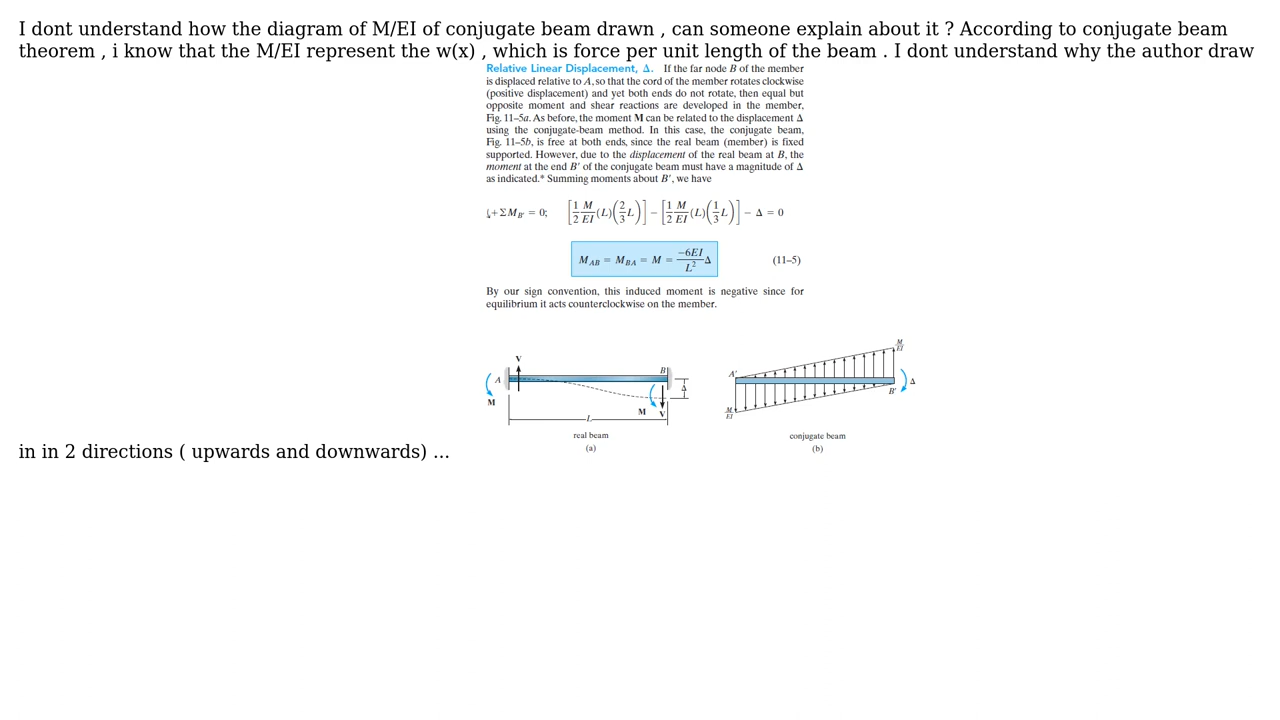 I dont understand how the diagram of M/EI of conjugate beam drawn , can someone explain about it ? According to conjugate beam
theorem , i know that the M/EI represent the w(x) , which is force per unit length of the beam . I dont understand why the author draw
Relative Linear Displacement, Δ. If the far node B of the member
is displaced relative to A, so that the cord of the member rotates clockwise
(positive displacement) and yet both ends do not rotate, then equal but
opposite moment and shear reactions are developed in the member,
Fig. 11–5a. As before, the moment M can be related to the displacement Δ
using the conjugate-beam method. In this case, the conjugate beam,
Fig. 11–5b, is free at both ends, since the real beam (member) is fixed
supported. However, due to the displacement of the real beam at B, the
moment at the end B′ of the conjugate beam must have a magnitude of Δ
as indicated.* Summing moments about B′, we have
↓+ΣM_B′ = 0; [1/2 M/EI (L)(2/3 L)] − [1/2 M/EI (L)(1/3 L)] − Δ = 0
M_AB = M_BA = M = −6EI/L² Δ (11–5)
By our sign convention, this induced moment is negative since for
equilibrium it acts counterclockwise on the member.
V
A
B
M
Δ
M
V
L
real beam
(a)
M/EI
A′
B′
Δ
M/EI
conjugate beam
(b)
in in 2 directions ( upwards and downwards) ...